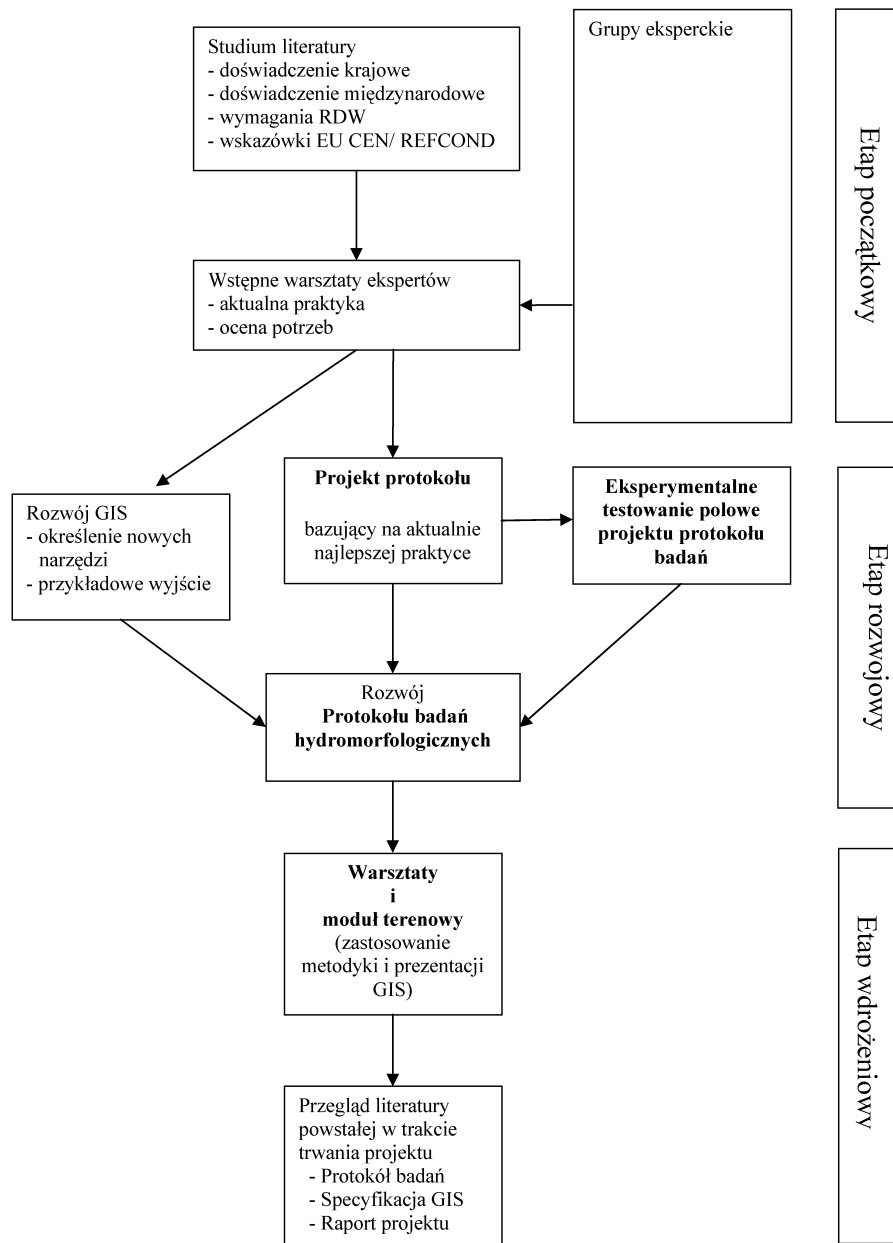 Studium literatury
- doświadczenie krajowe
- doświadczenie międzynarodowe
- wymagania RDW
- wskazówki EU CEN/ REFCOND
Grupy eksperckie
Etap początkowy
Wstępne warsztaty ekspertów
- aktualna praktyka
- ocena potrzeb
Rozwój GIS
- określenie nowych
narzędzi
- przykładowe wyjście
Projekt protokołu
bazujący na aktualnie
najlepszej praktyce
Eksperymentalne
testowanie polowe
projektu protokołu
badań
Etap rozwojowy
Rozwój
Protokołu badań
hydromorfologicznych
Warsztaty
i
moduł terenowy
(zastosowanie
metodyki i prezentacji
GIS)
Etap wdrożeniowy
Przegląd literatury
powstałej w trakcie
trwania projektu
- Protokół badań
- Specyfikacja GIS
- Raport projektu